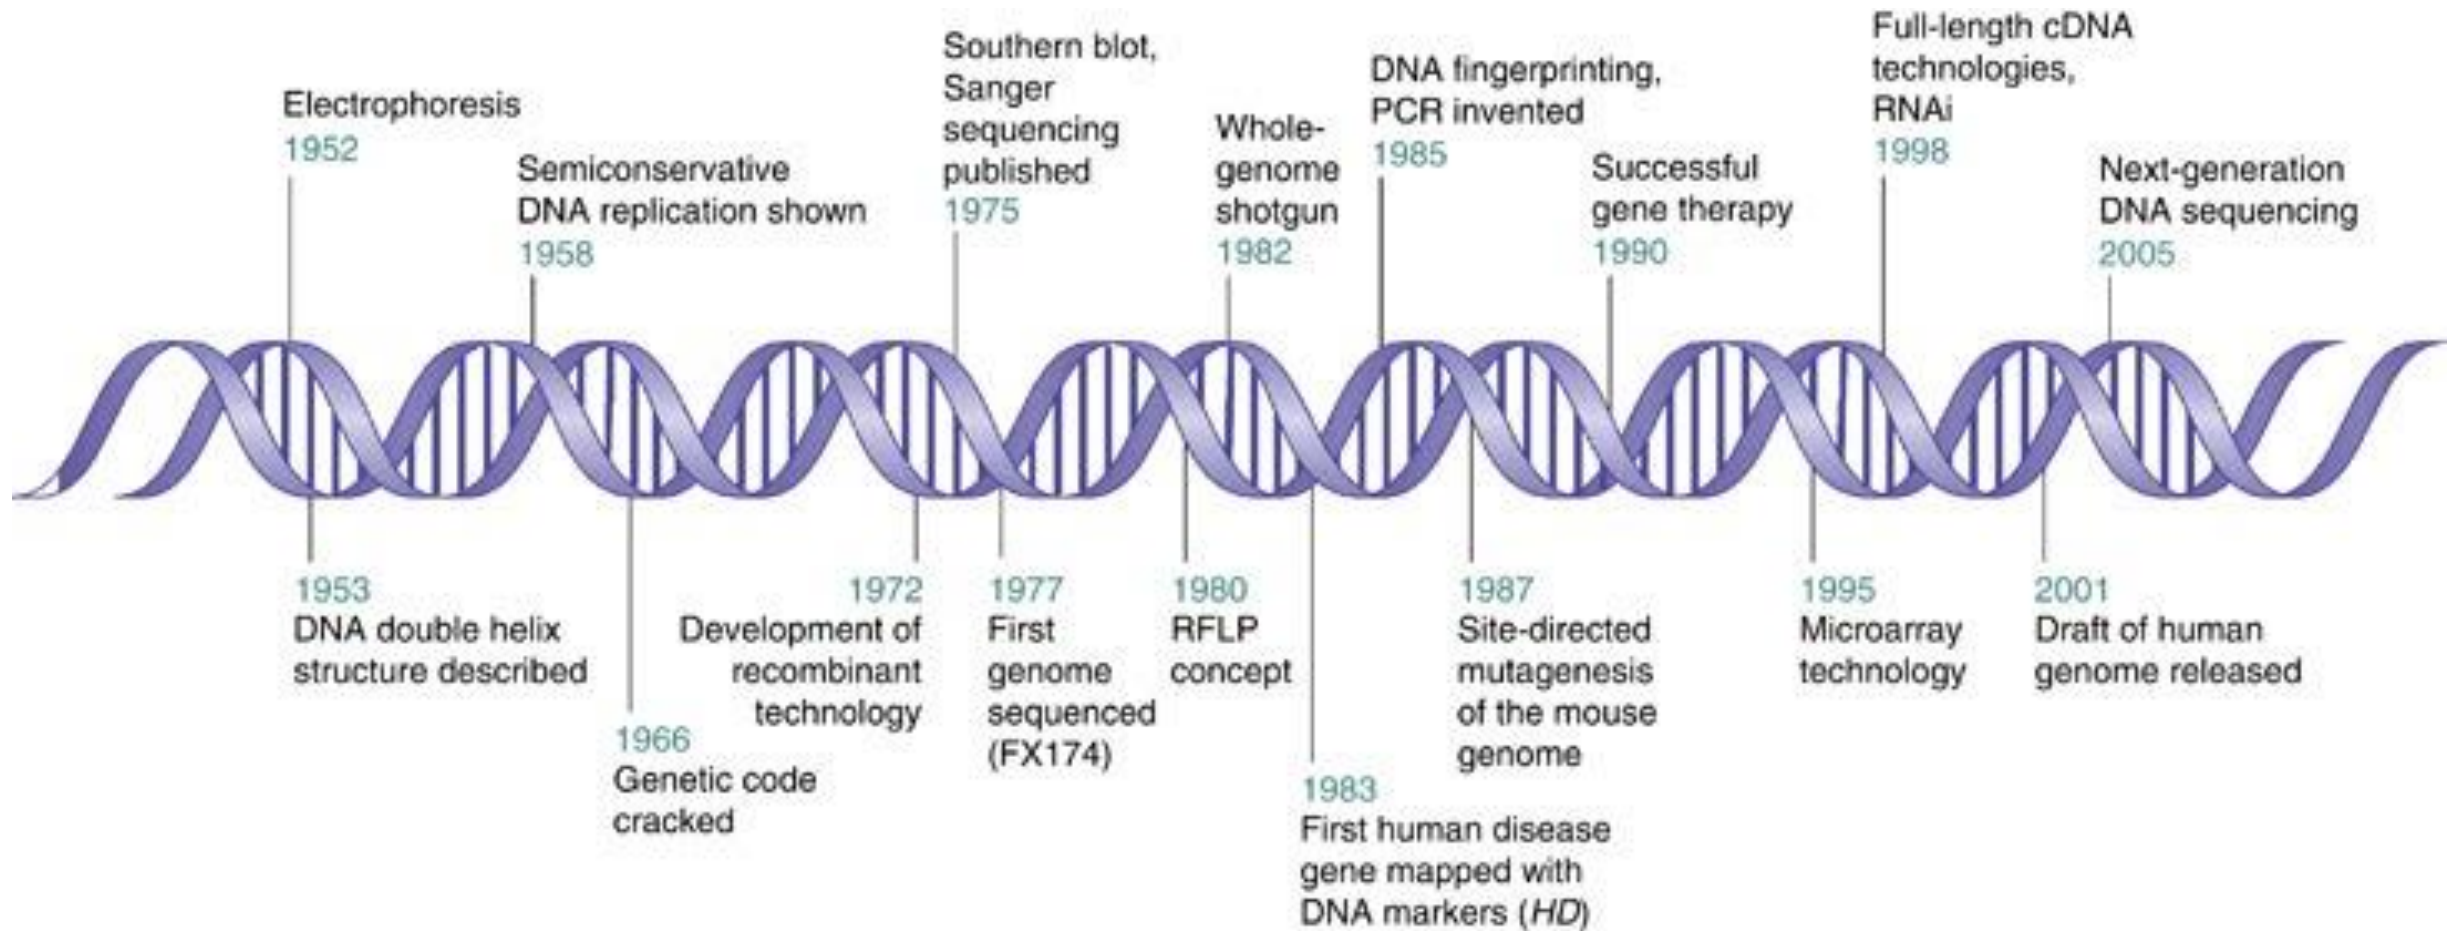 Electrophoresis
1952
Semiconservative
DNA replication shown
1958
Southern blot,
Sanger
sequencing
published
1975
Whole-
genome
shotgun
1982
DNA fingerprinting,
PCR invented
1985
Successful
gene therapy
1990
Full-length cDNA
technologies,
RNAi
1998
Next-generation
DNA sequencing
2005
1953
DNA double helix
structure described
1966
Genetic code
cracked
1972
Development of
recombinant
technology
1977
First
genome
sequenced
(FX174)
1980
RFLP
concept
1983
First human disease
gene mapped with
DNA markers (HD)
1987
Site-directed
mutagenesis
of the mouse
genome
1995
Microarray
technology
2001
Draft of human
genome released